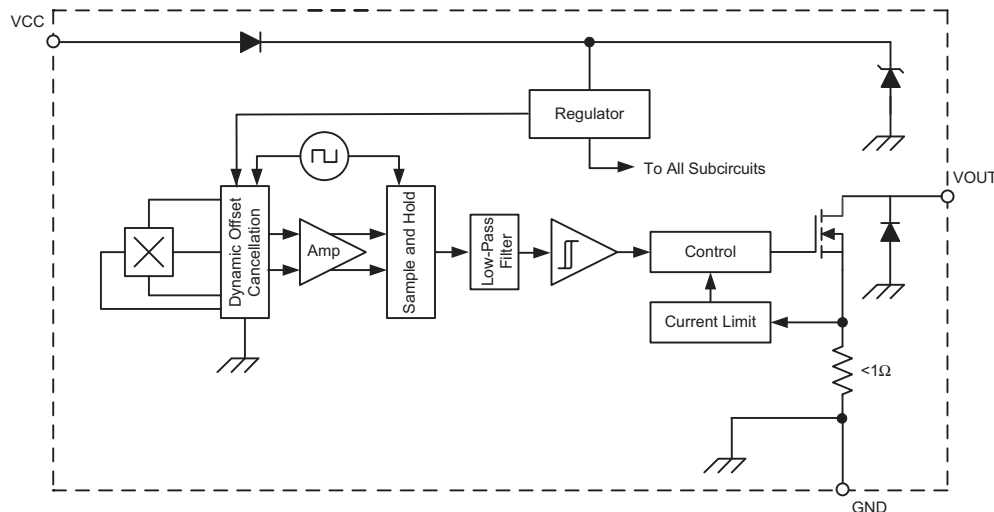 VCC
Regulator
To All Subcircuits
VOUT
Dynamic Offset
Cancellation
Amp
Sample and Hold
Low-Pass
Filter
Control
Current Limit
<1Ω
GND